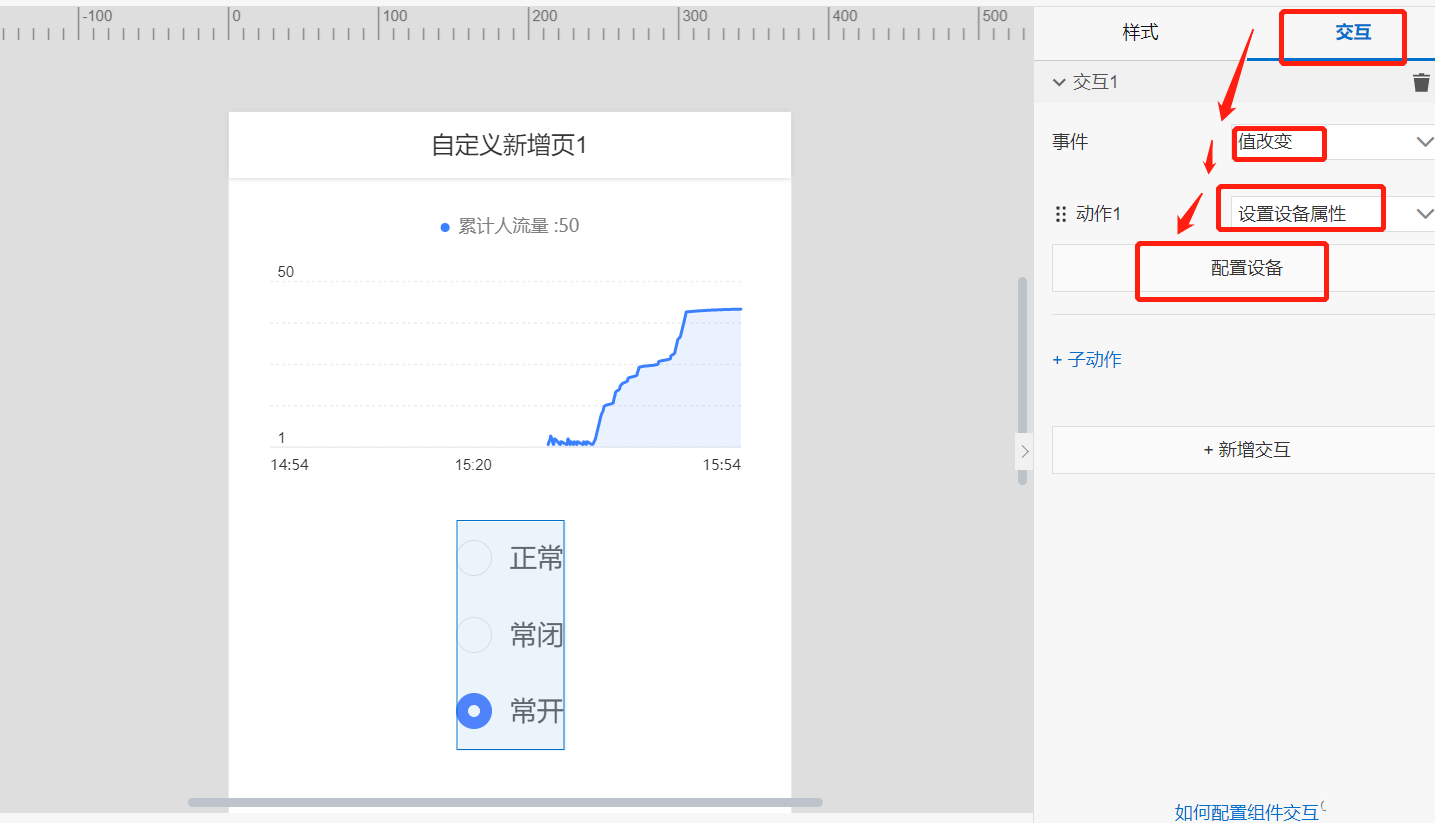 -100
0
100
200
300
400
500
样式
交互
交互1
事件
值改变
动作1
设置设备属性
配置设备
+ 子动作
+ 新增交互
如何配置组件交互
自定义新增页1
累计人流量 :50
50
1
14:54
15:20
15:54
正常
常闭
常开